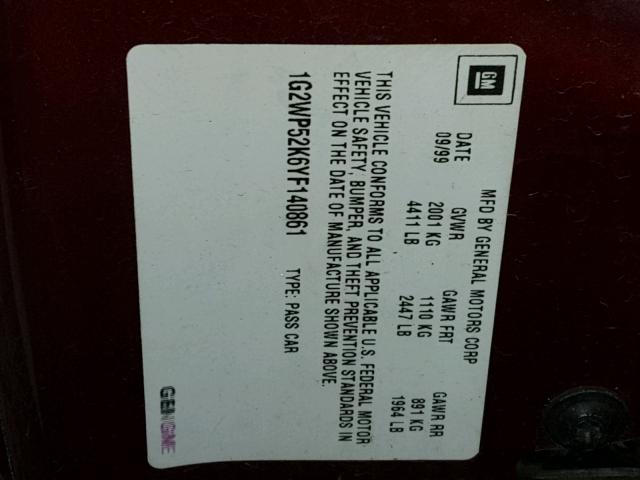 GM
MFD BY GENERAL MOTORS CORP
DATE GVWR GAWR FRT GAWR RR
09/99 2001 KG 1110 KG 891 KG
4411 LB 2447 LB 1964 LB
THIS VEHICLE CONFORMS TO ALL APPLICABLE U.S. FEDERAL MOTOR
VEHICLE SAFETY, BUMPER, AND THEFT PREVENTION STANDARDS IN
EFFECT ON THE DATE OF MANUFACTURE SHOWN ABOVE.
1G2WP52K6YF140861 TYPE: PASS CAR